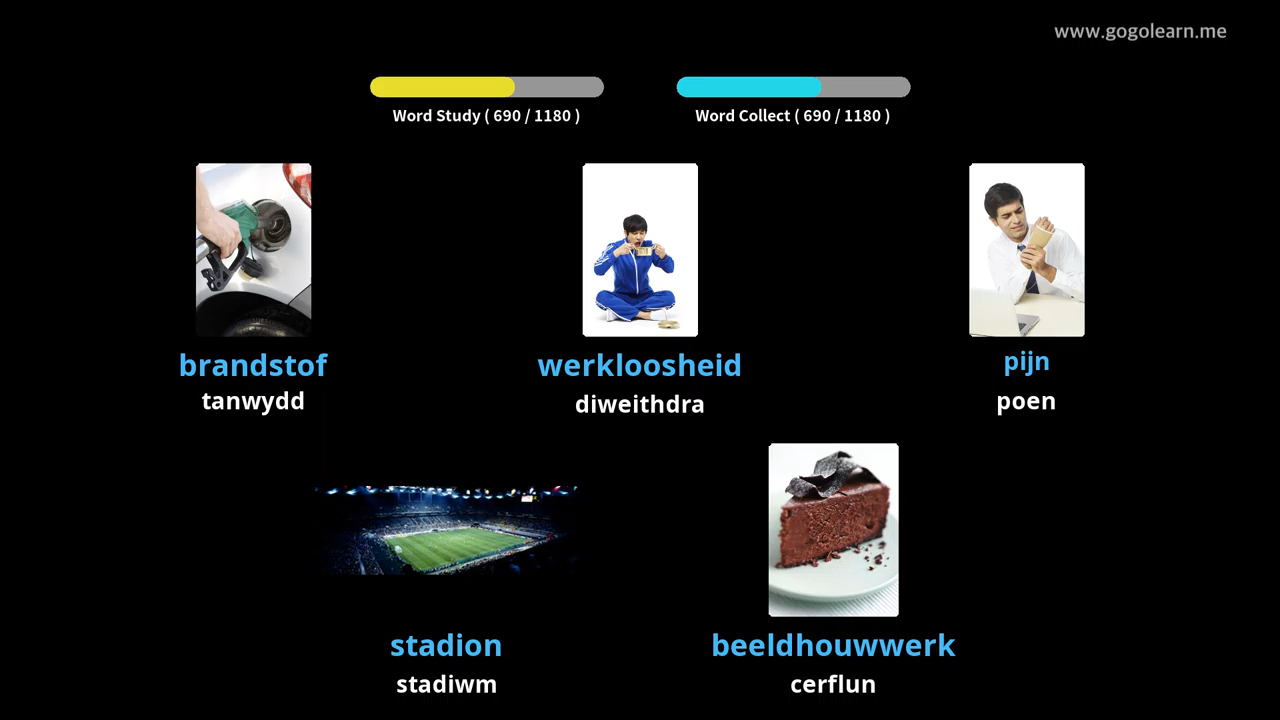 www.gogolearn.me
Word Study ( 690 / 1180 )
Word Collect ( 690 / 1180 )
brandstof
tanwydd
werkloosheid
diweithdra
pijn
poen
stadion
stadiwm
beeldhouwwerk
cerflun